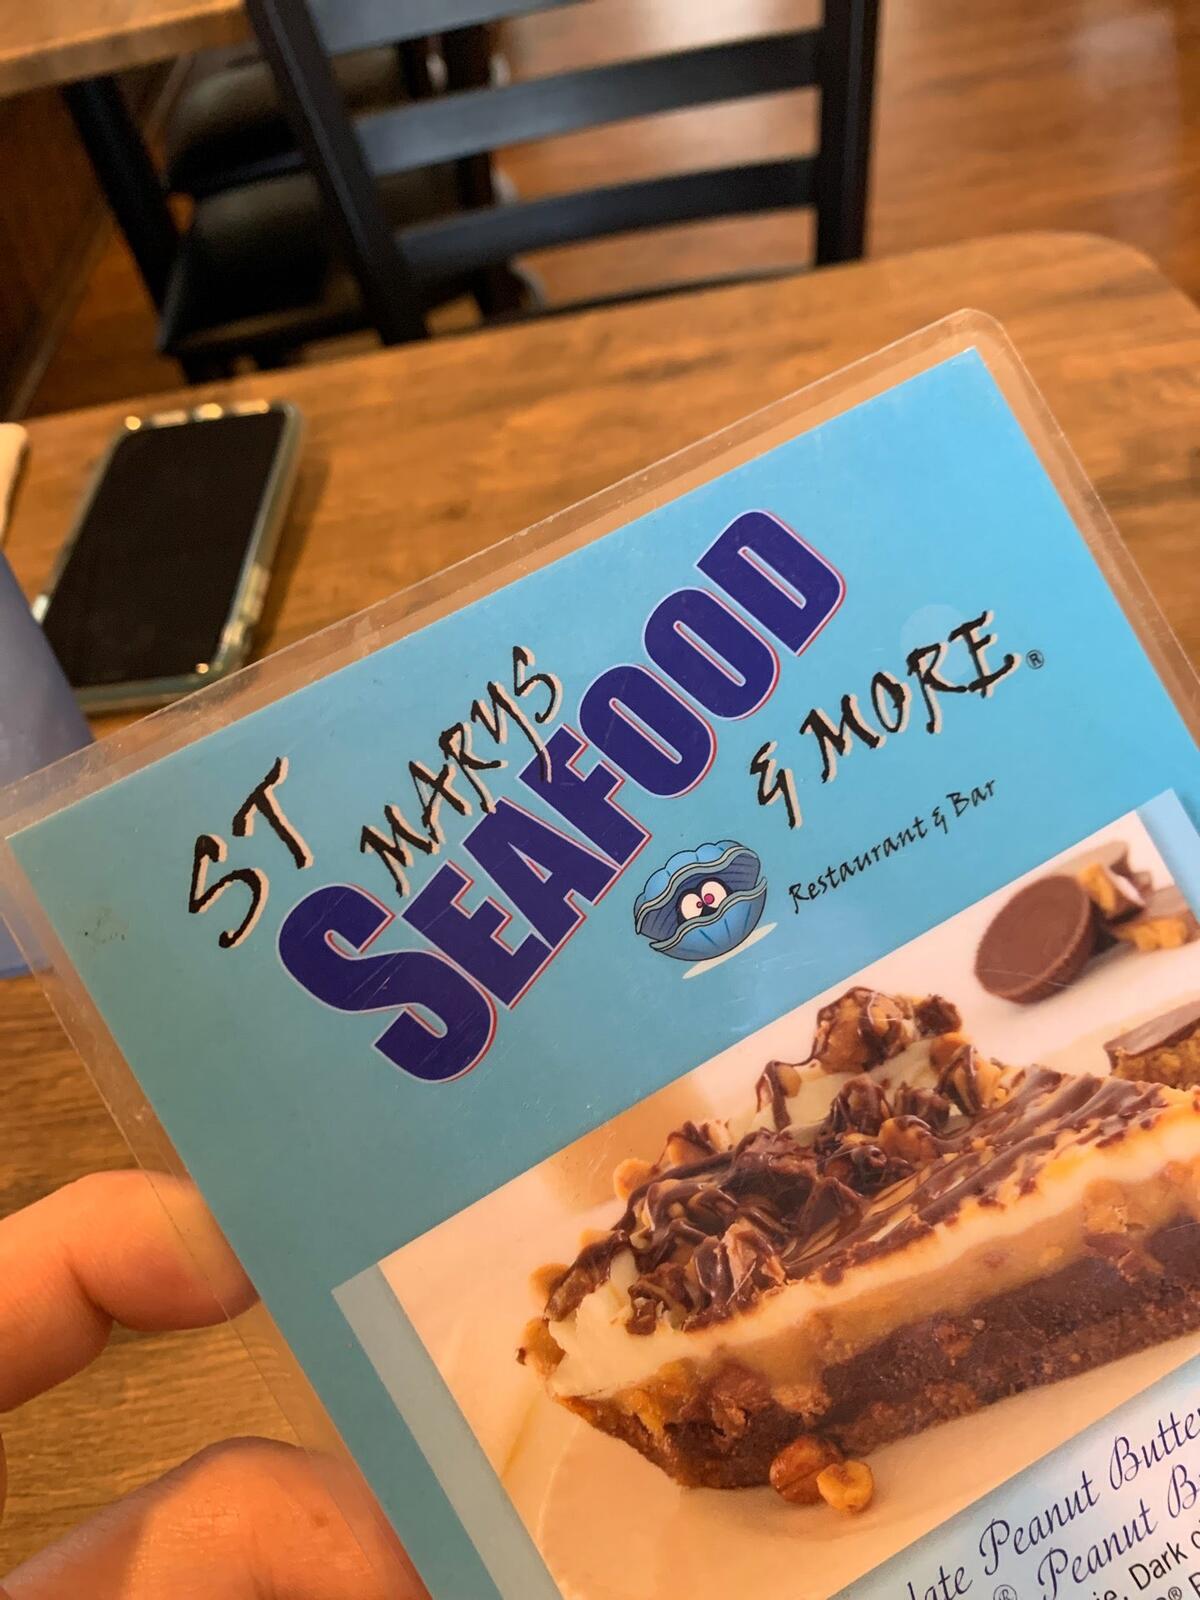 ST MARYS
SEAFOOD
& MORE®
Restaurant & Bar
Peanut Butter
® Peanut
Dark